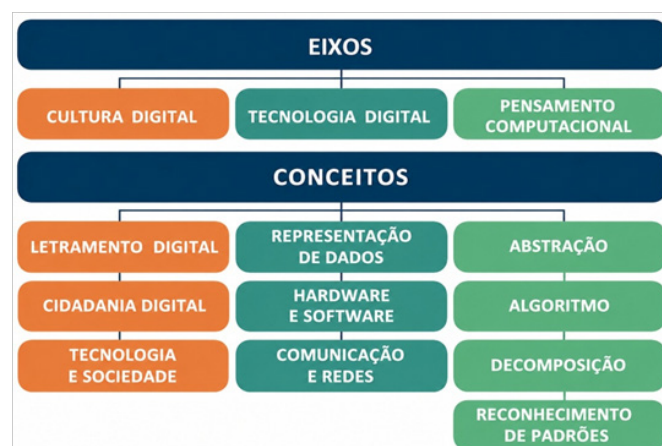 EIXOS
CULTURA DIGITAL
TECNOLOGIA DIGITAL
PENSAMENTO
COMPUTACIONAL
CONCEITOS
LETRAMENTO DIGITAL
CIDADANIA DIGITAL
TECNOLOGIA
E SOCIEDADE
REPRESENTAÇÃO
DE DADOS
HARDWARE
E SOFTWARE
COMUNICAÇÃO
E REDES
ABSTRAÇÃO
ALGORITMO
DECOMPOSIÇÃO
RECONHECIMENTO
DE PADRÕES